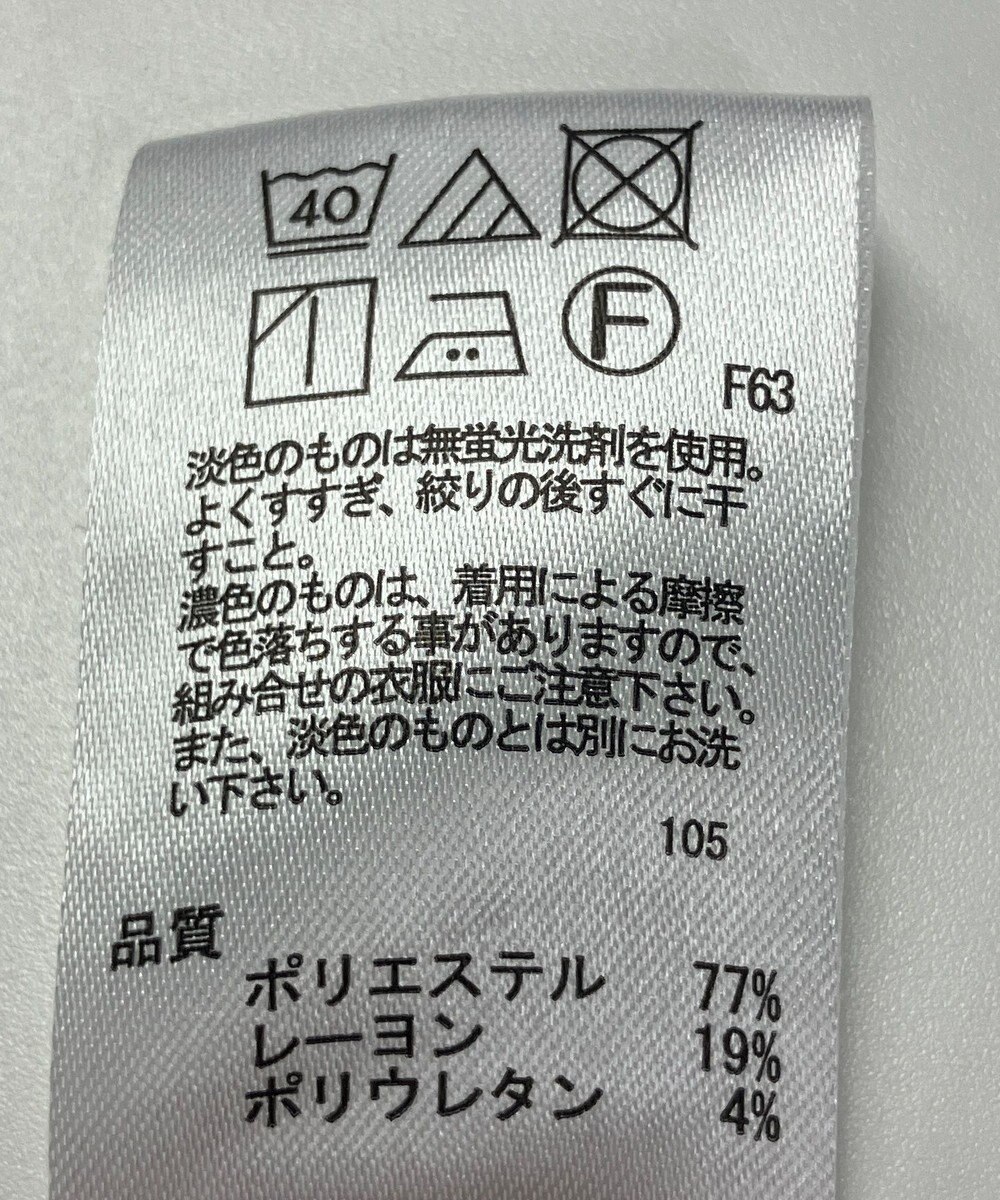 40
F
F63
淡色のものは無蛍光洗剤を使用。
よくすすぎ、絞りの後すぐに干
すこと。
濃色のものは、着用による摩擦
で色落ちする事がありますので、
組み合せの衣服にご注意下さい。
また、淡色のものとは別にお洗
い下さい。
105
品質
ポリエステル 77%
レーヨン 19%
ポリウレタン 4%